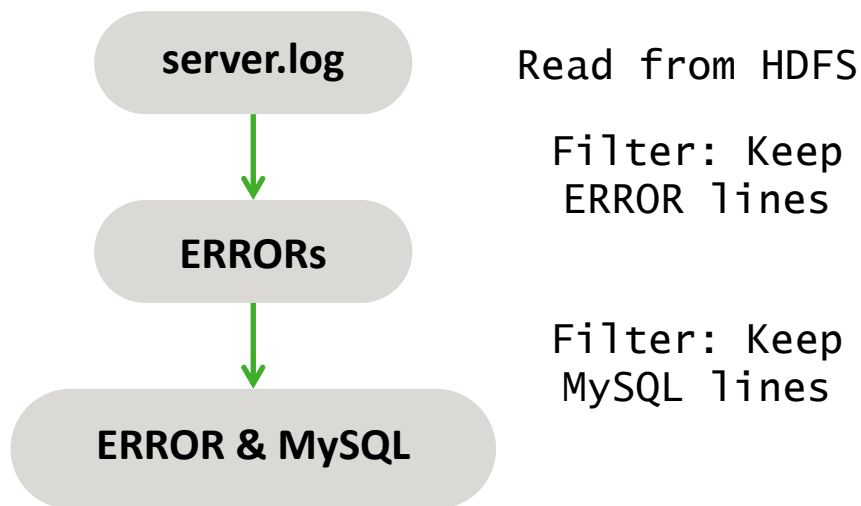 server.log
Read from HDFS
Filter: Keep
ERROR lines
ERRORs
Filter: Keep
MySQL lines
ERROR & MySQL